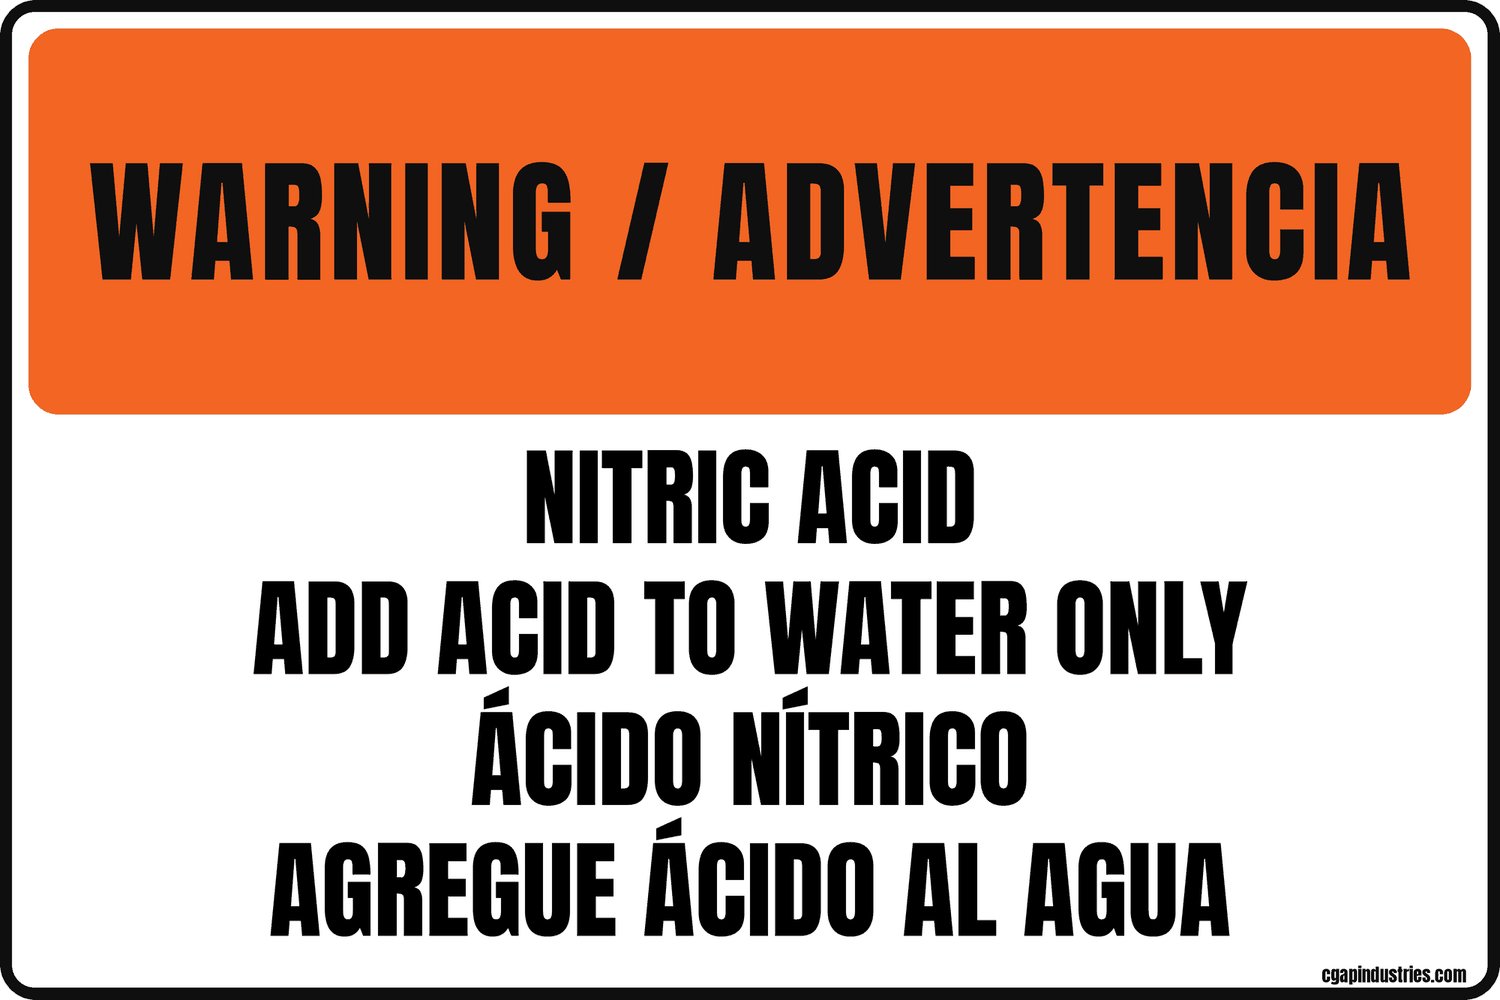 WARNING / ADVERTENCIA
NITRIC ACID
ADD ACID TO WATER ONLY
ÁCIDO NÍTRICO
AGREGUE ÁCIDO AL AGUA
cgapindustries.com